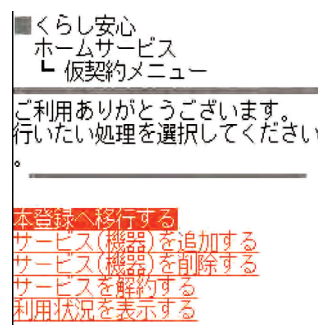 ■くらし安心
ホームサービス
┗ 仮契約メニュー
ご利用ありがとうございます。
行いたい処理を選択してください
。
本登録へ移行する
サービス(機器)を追加する
サービス(機器)を削除する
サービスを解約する
利用状況を表示する